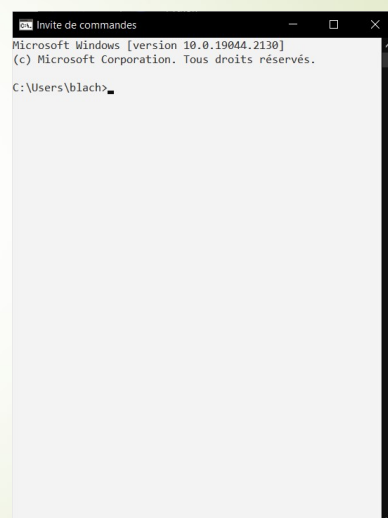 Invite de commandes
Microsoft Windows [version 10.0.19044.2130]
(c) Microsoft Corporation. Tous droits réservés.
C:\Users\blach>